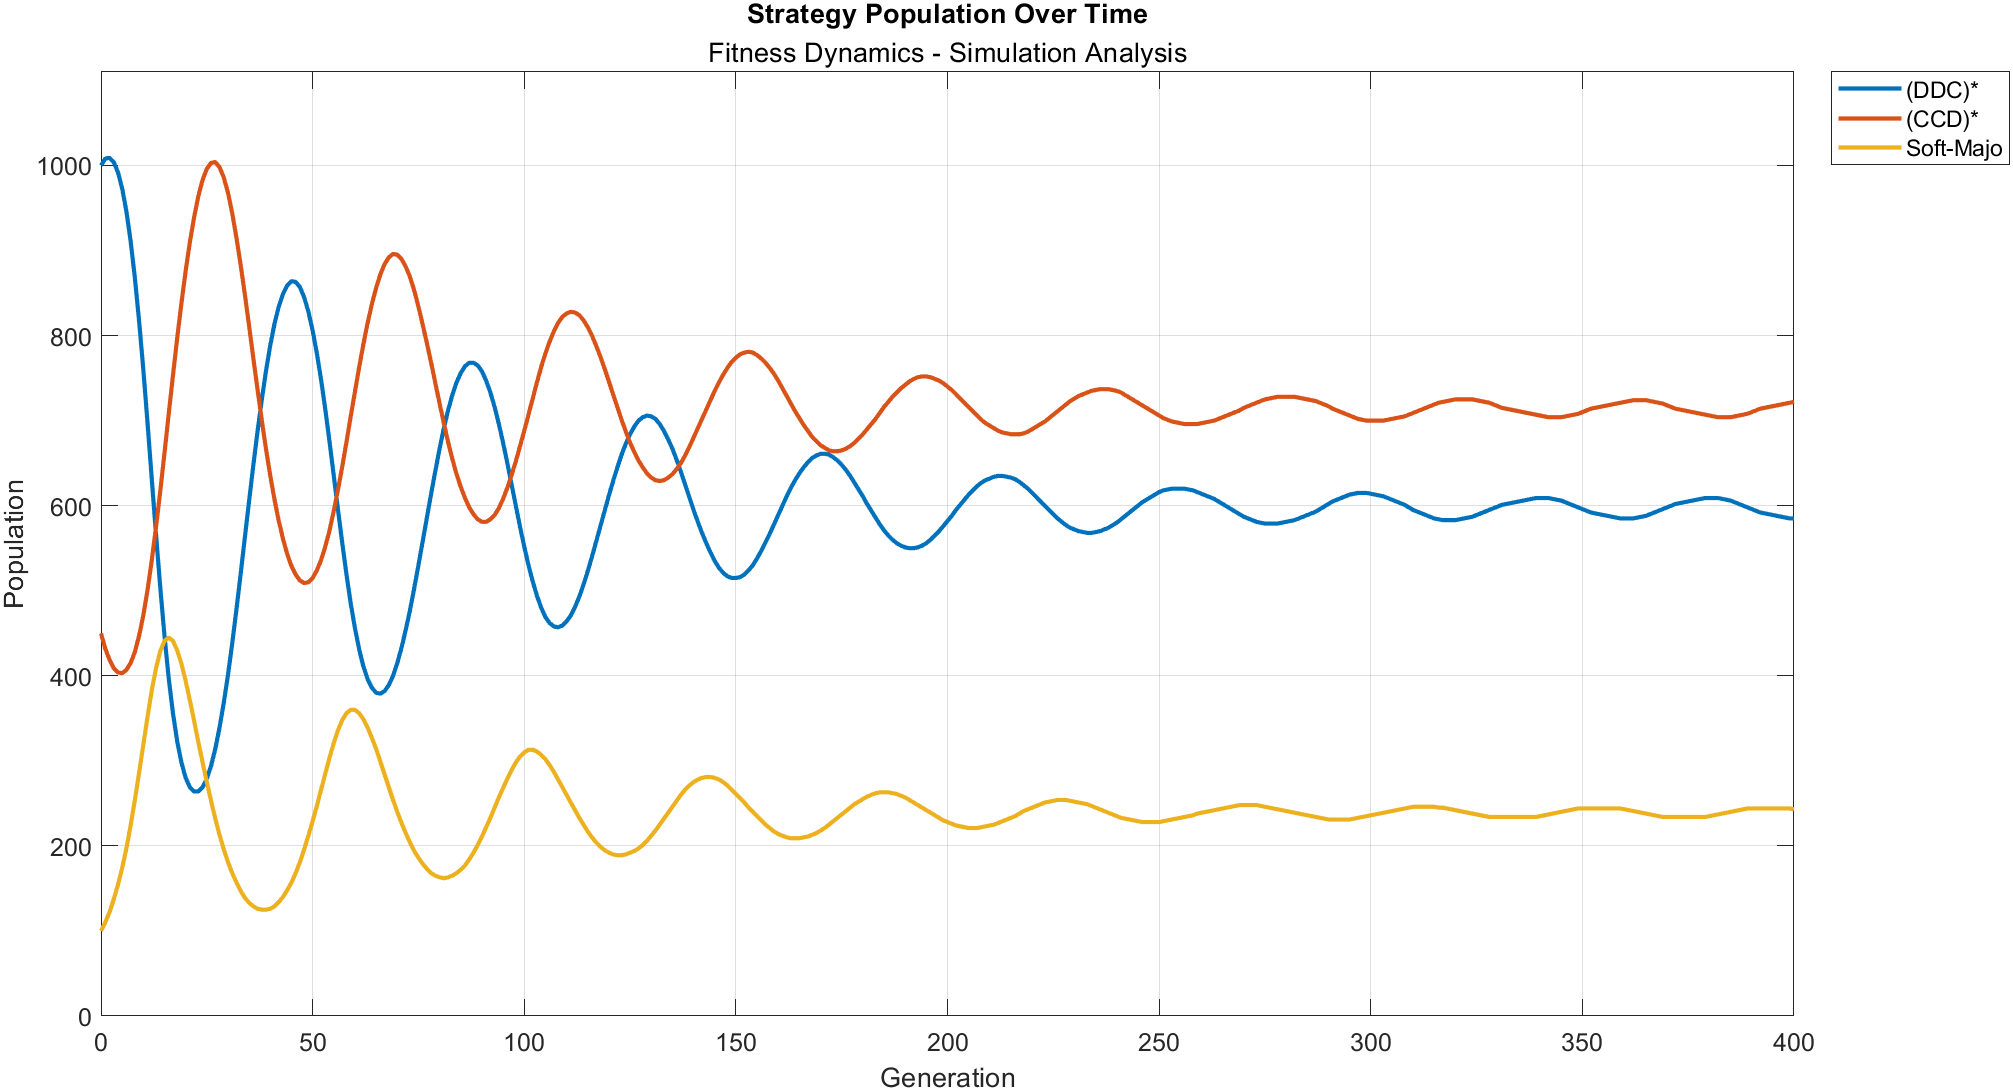 Strategy Population Over Time
Fitness Dynamics - Simulation Analysis
(DDC)*
(CCD)*
Soft-Majo
1000
800
600
400
200
0
Population
0 50 100 150 200 250 300 350 400
Generation